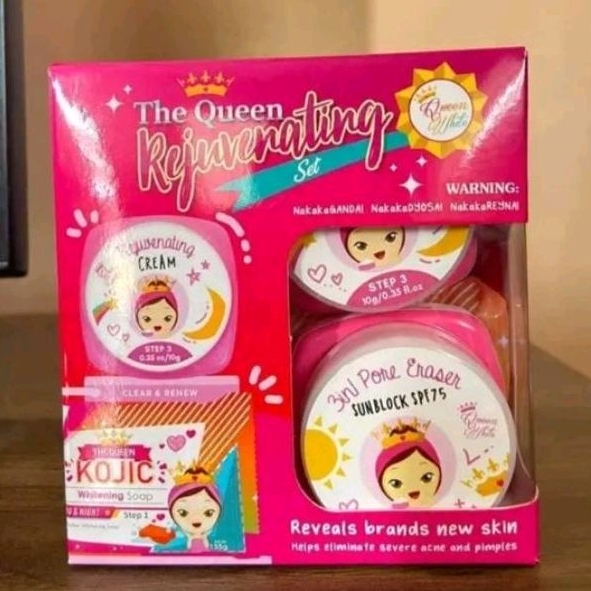 The Queen
Rejuvenating
Set
Queen
White
WARNING:
NakakaGANDA! NakakaDYOSA! NakakaREYNA!
Rejuvenating
CREAM
STEP 3
0.35 oz/10g
STEP 3
10g/0.35 fl.oz
3in1 Pore Eraser
SUNBLOCK SPF75
Queen
White
CLEAR & RENEW
THE QUEEN
KOJIC
Whitening Soap
& NIGHT
Step 1
135g
Reveals brands new skin
Helps eliminate severe acne and pimples